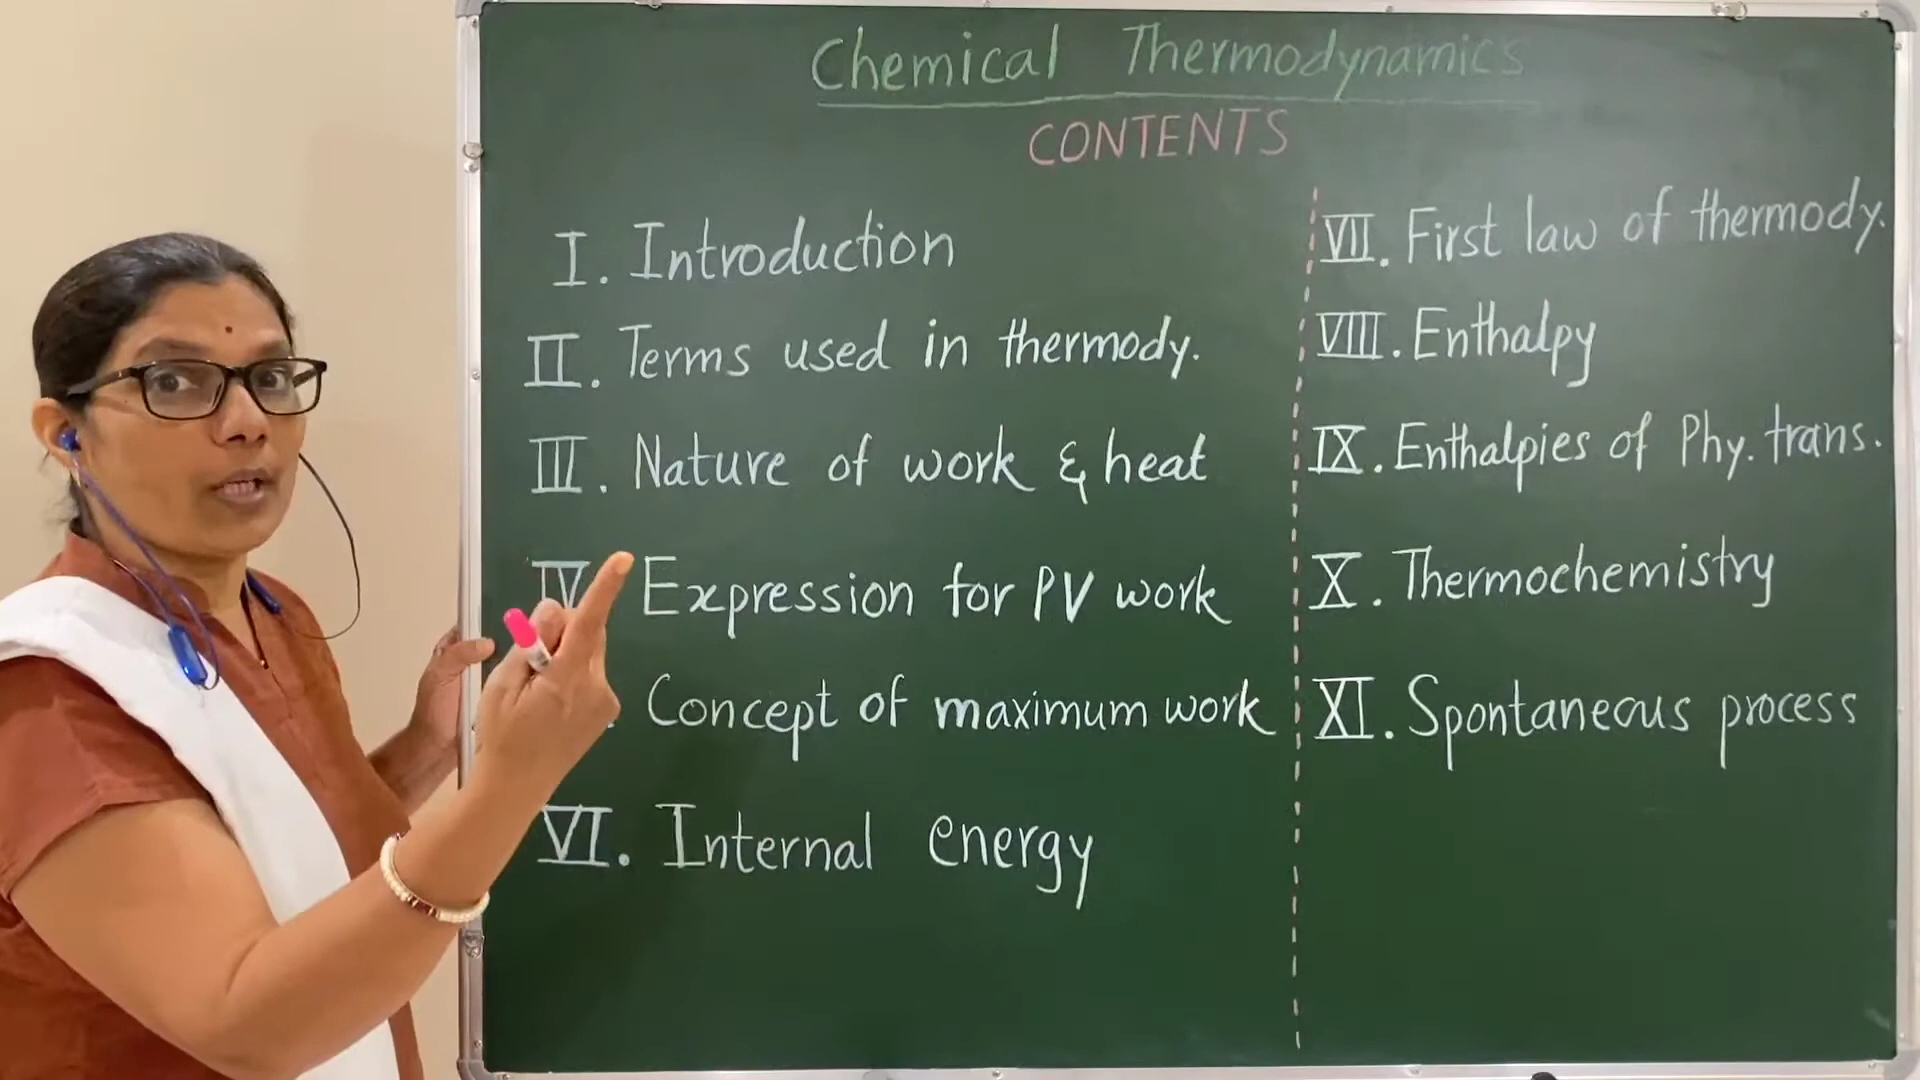 Chemical Thermodynamics
CONTENTS
I. Introduction
II. Terms used in thermody.
III. Nature of work & heat
IV Expression for PV work
. Concept of maximum work
VI. Internal energy
VII. First law of thermody.
VIII. Enthalpy
IX. Enthalpies of Phy. trans.
X. Thermochemistry
XI. Spontaneous process